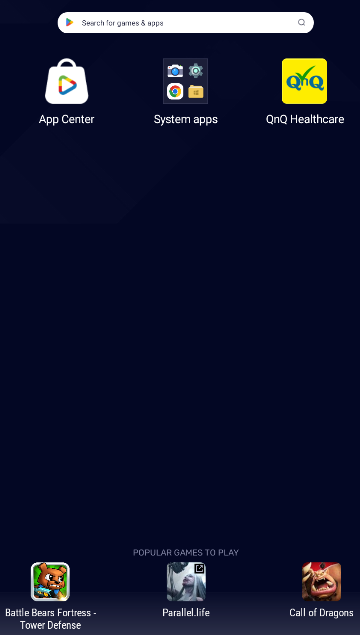 Search for games & apps
App Center
System apps
QnQ
QnQ Healthcare
POPULAR GAMES TO PLAY
Battle Bears Fortress -
Tower Defense
Parallel.life
Call of Dragons